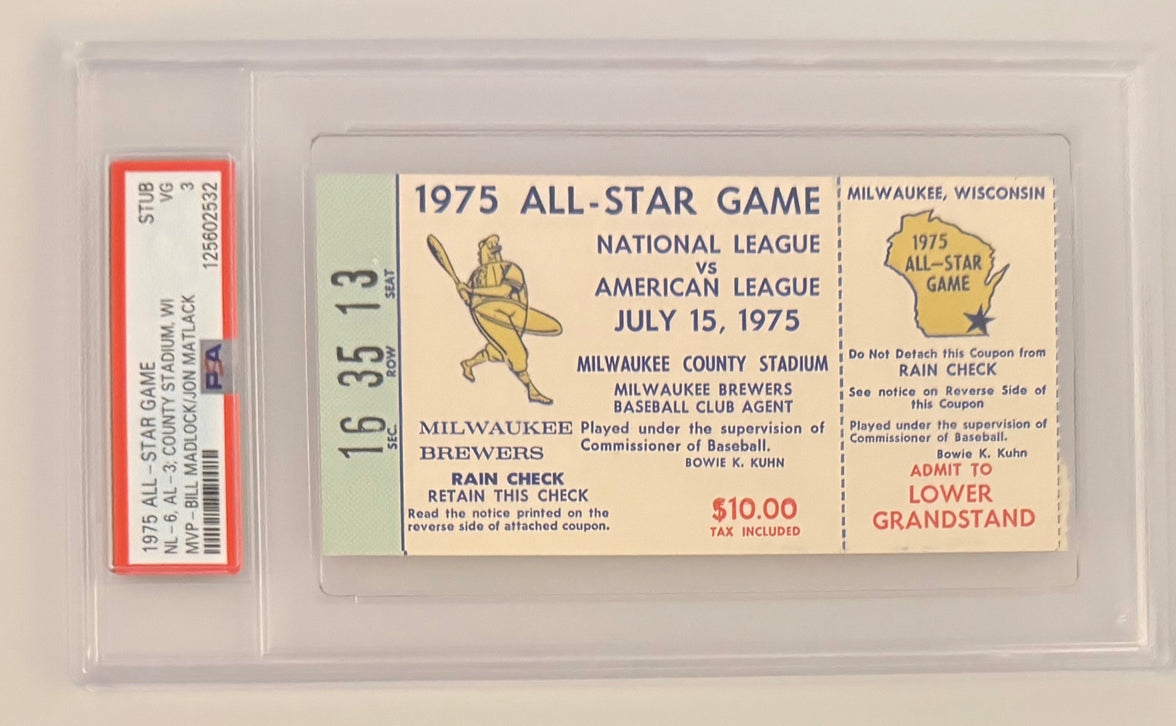 1975 ALL-STAR GAME STUB
NL-6, AL-3; COUNTY STADIUM, WI VG
MVP-BILL MADLOCK/JON MATLACK 3
125602532
PSA
16 35 13
SEC. ROW SEAT
1975 ALL-STAR GAME
NATIONAL LEAGUE
VS
AMERICAN LEAGUE
JULY 15, 1975
MILWAUKEE COUNTY STADIUM
MILWAUKEE BREWERS
BASEBALL CLUB AGENT
Played under the supervision of
Commissioner of Baseball.
BOWIE K. KUHN
MILWAUKEE
BREWERS
RAIN CHECK
RETAIN THIS CHECK
Read the notice printed on the
reverse side of attached coupon.
$10.00
TAX INCLUDED
MILWAUKEE, WISCONSIN
1975
ALL-STAR
GAME
Do Not Detach this Coupon from
RAIN CHECK
See notice on Reverse Side of
this Coupon
Played under the supervision of
Commissioner of Baseball.
Bowie K. Kuhn
ADMIT TO
LOWER
GRANDSTAND